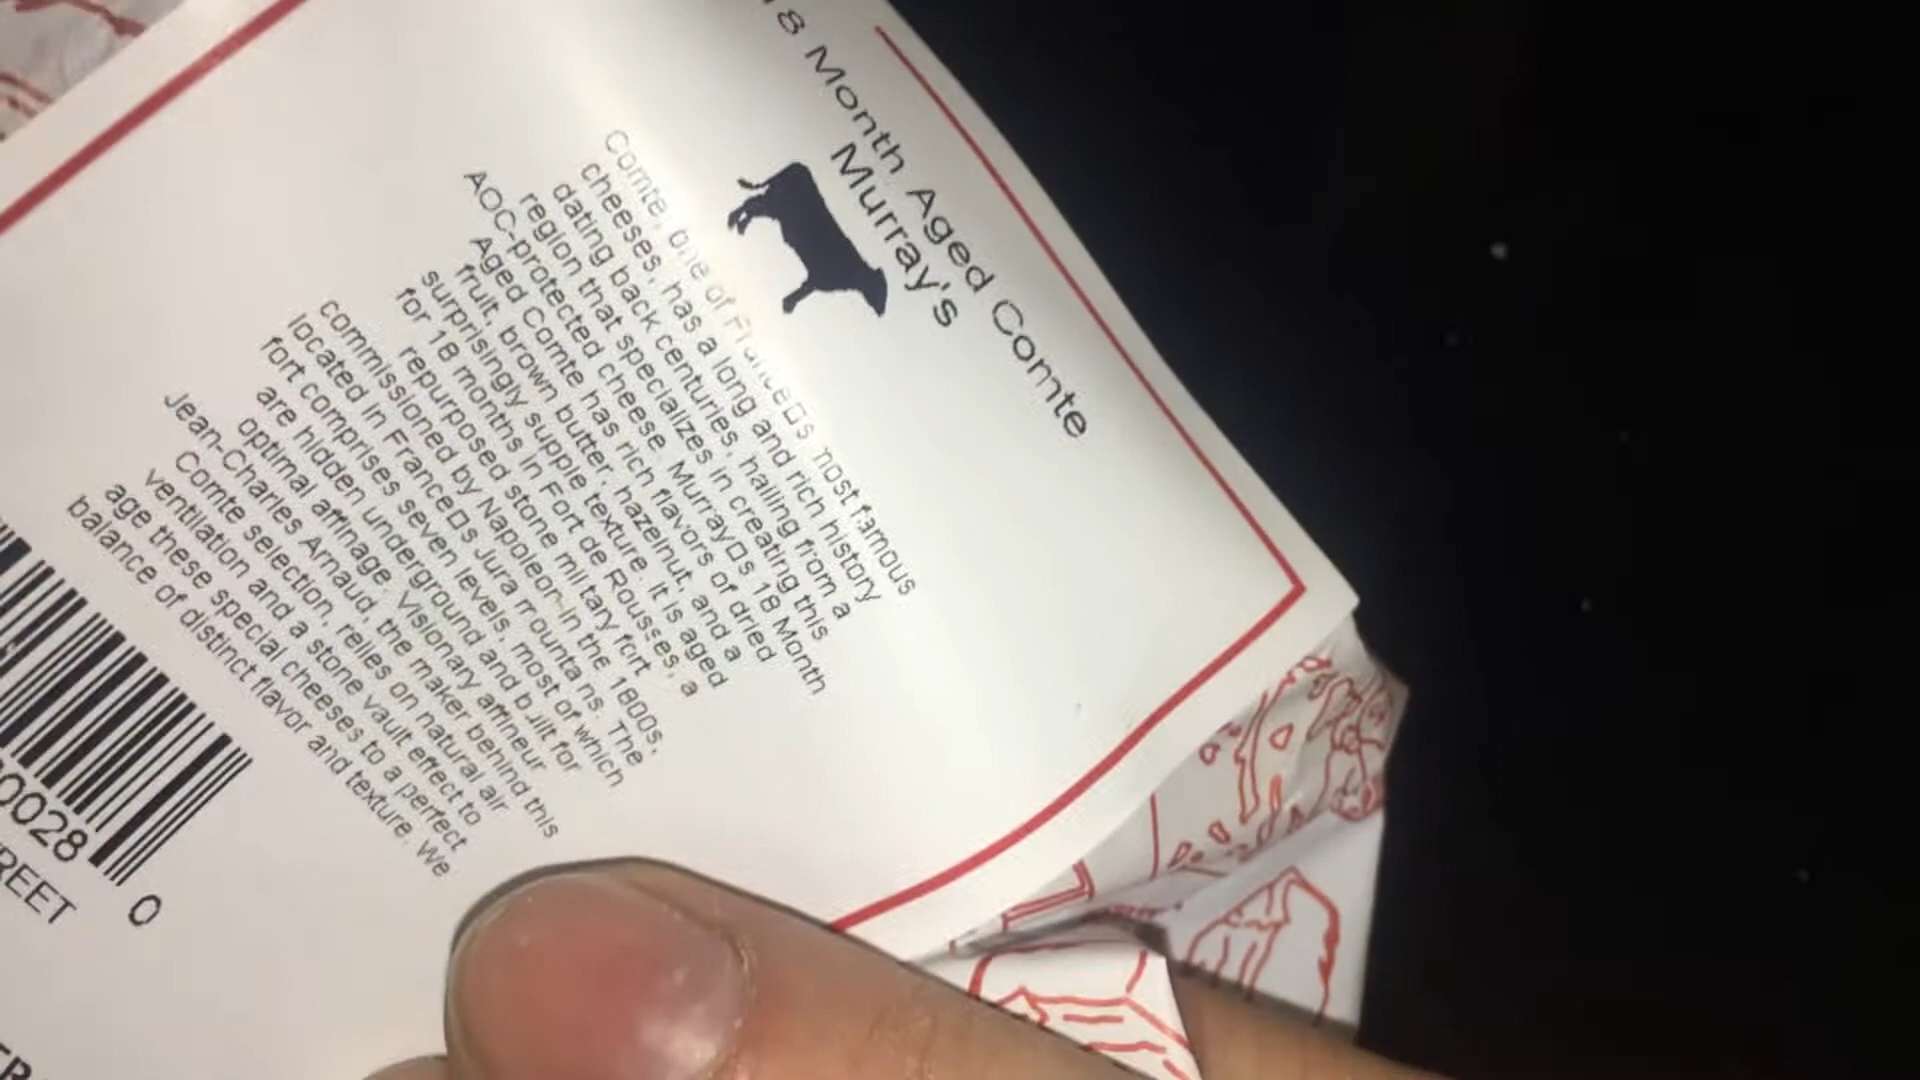 18 Month Aged Comte
Murray's
Comte, one of France□s most famous
cheeses, has a long and rich history
dating back centuries, hailing from a
region that specializes in creating this
AOC-protected cheese. Murray□s 18 Month
Aged Comte has rich flavors of dried
fruit, brown butter, hazelnut, and a
surprisingly supple texture. It is aged
for 18 months in Fort de Rousses, a
repurposed stone military fort
commissioned by Napoleon in the 1800s,
located in France□s Jura mountains. The
fort comprises seven levels, most of which
are hidden underground and built for
optimal affinage. Visionary affineur
Jean-Charles Arnaud, the maker behind this
Comte selection, relies on natural air
ventilation and a stone vault effect to
age these special cheeses to a perfect
balance of distinct flavor and texture. We
0028 0
REET